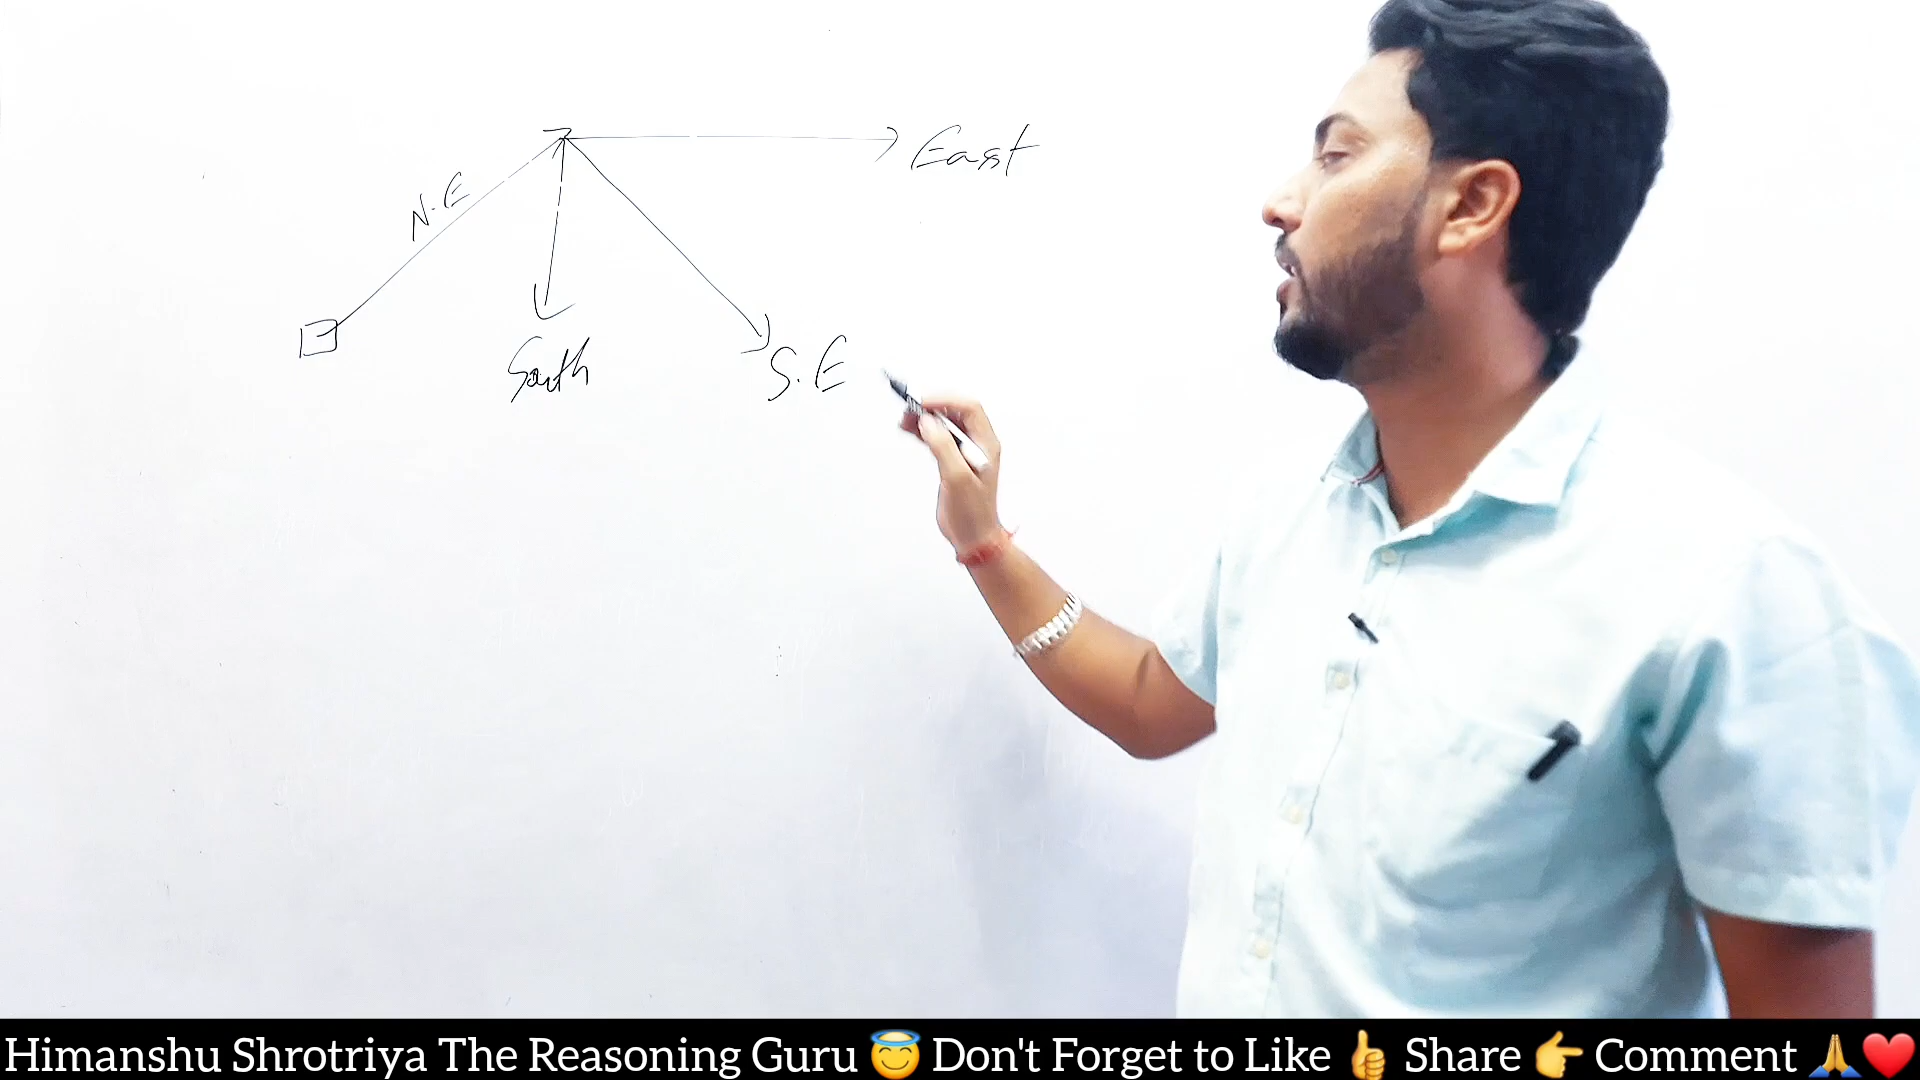 East
N.E
South
S.E
Himanshu Shrotriya The Reasoning Guru 😇 Don't Forget to Like 👍 Share 👉 Comment 🙏❤️